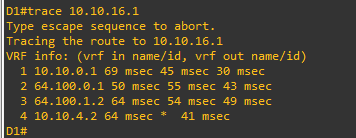 D1#trace 10.10.16.1
Type escape sequence to abort.
Tracing the route to 10.10.16.1
VRF info: (vrf in name/id, vrf out name/id)
  1 10.10.0.1 69 msec 45 msec 30 msec
  2 64.100.0.1 50 msec 55 msec 43 msec
  3 64.100.1.2 64 msec 54 msec 49 msec
  4 10.10.4.2 64 msec *  41 msec
D1#